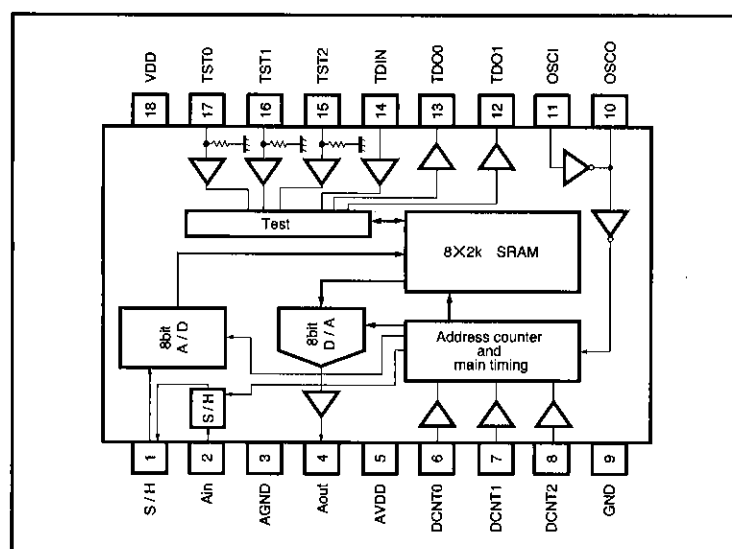 VDD
TST0
TST1
TST2
TDIN
TDO0
TDO1
OSCI
OSCO
18
17
16
15
14
13
12
11
10
Test
8×2k SRAM
8bit
A/D
8bit
D/A
Address counter
and
main timing
S/H
1
2
3
4
5
6
7
8
9
S/H
Ain
AGND
Aout
AVDD
DCNT0
DCNT1
DCNT2
GND